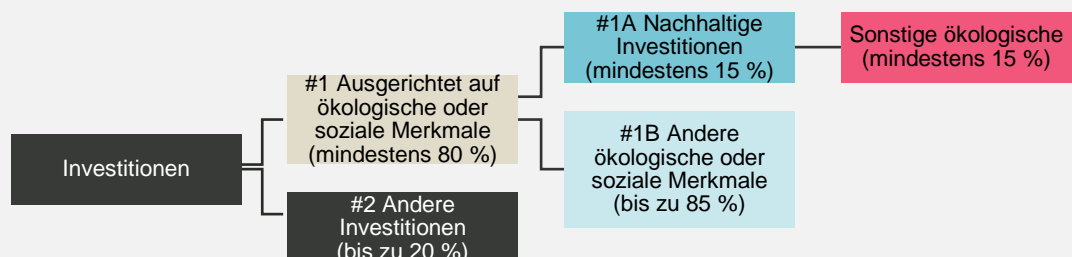 Investitionen
#1 Ausgerichtet auf
ökologische oder
soziale Merkmale
(mindestens 80 %)
#2 Andere
Investitionen
(bis zu 20 %)
#1A Nachhaltige
Investitionen
(mindestens 15 %)
#1B Andere
ökologische oder
soziale Merkmale
(bis zu 85 %)
Sonstige ökologische
(mindestens 15 %)